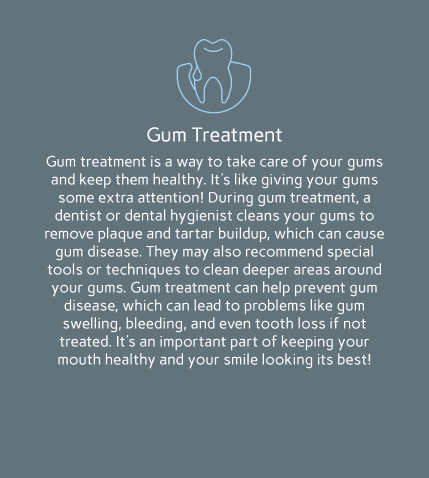 Gum Treatment
Gum treatment is a way to take care of your gums
and keep them healthy. It's like giving your gums
some extra attention! During gum treatment, a
dentist or dental hygienist cleans your gums to
remove plaque and tartar buildup, which can cause
gum disease. They may also recommend special
tools or techniques to clean deeper areas around
your gums. Gum treatment can help prevent gum
disease, which can lead to problems like gum
swelling, bleeding, and even tooth loss if not
treated. It's an important part of keeping your
mouth healthy and your smile looking its best!